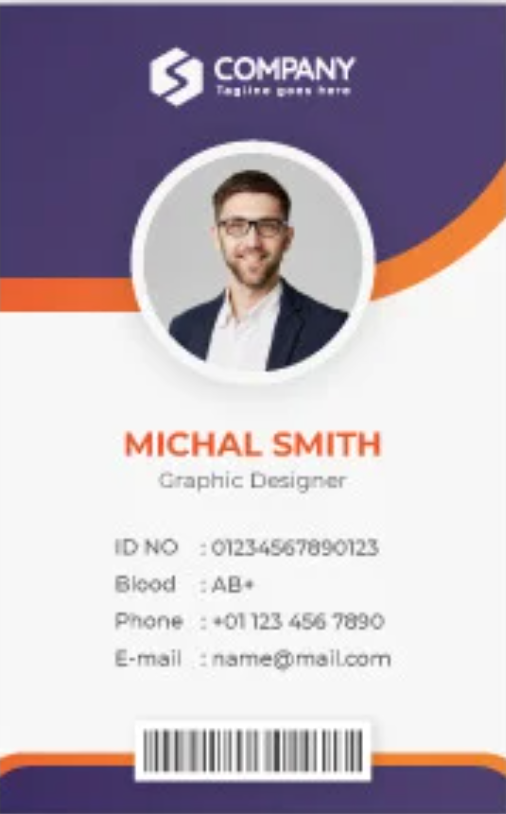 COMPANY
Tagline goes here
MICHAL SMITH
Graphic Designer
ID NO : 01234567890123
Blood : AB+
Phone : +01 123 456 7890
E-mail : name@mail.com